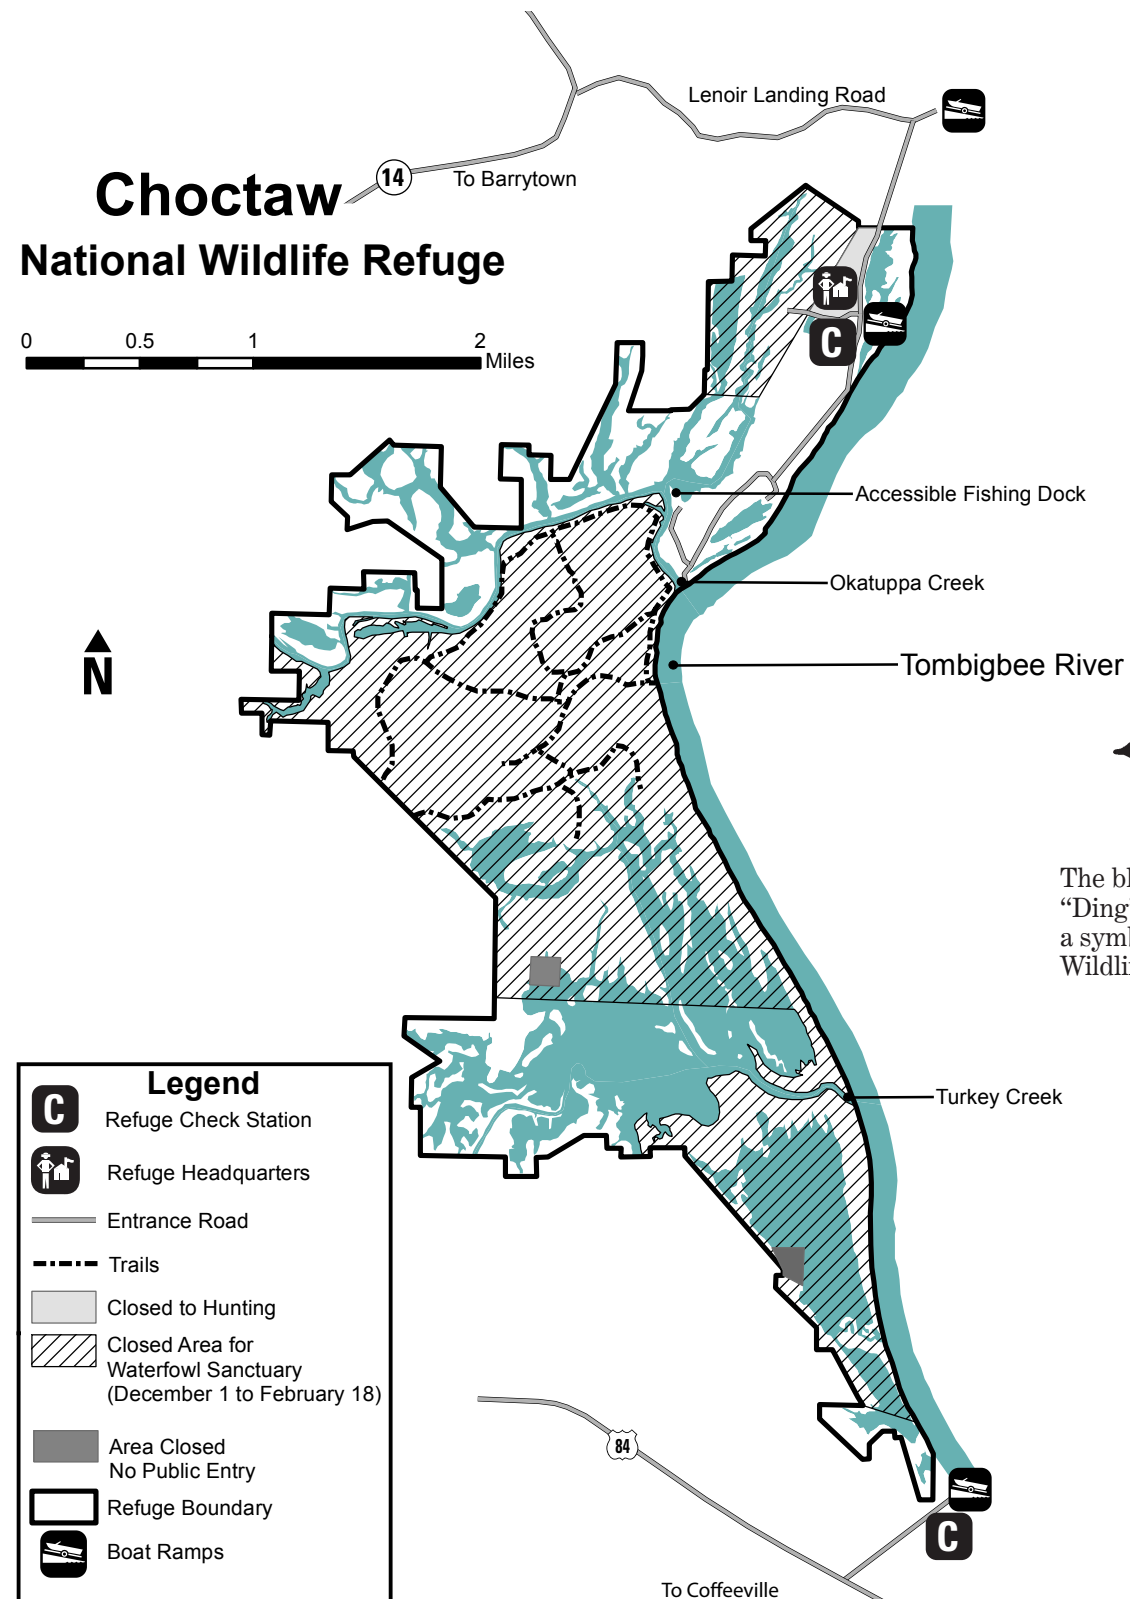 Lenoir Landing Road
14
To Barrytown
Choctaw
National Wildlife Refuge
0 0.5 1 2
Miles
C
Accessible Fishing Dock
Okatuppa Creek
N
Tombigbee River
The bl
“Ding
a symb
Wildli
Turkey Creek
Legend
C
Refuge Check Station
Refuge Headquarters
Entrance Road
Trails
Closed to Hunting
Closed Area for
Waterfowl Sanctuary
(December 1 to February 18)
Area Closed
No Public Entry
Refuge Boundary
Boat Ramps
84
C
To Coffeeville